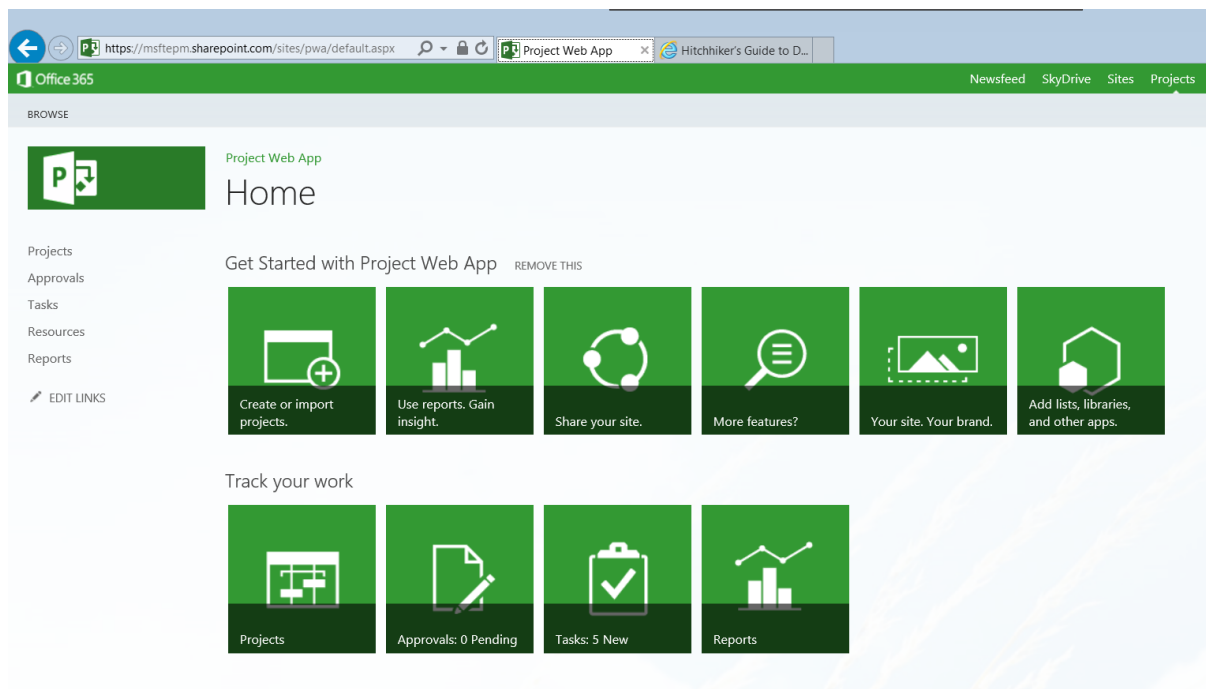 https://msftepm.sharepoint.com/sites/pwa/default.aspx
Project Web App
Hitchhiker's Guide to D...
Office 365
Newsfeed
SkyDrive
Sites
Projects
BROWSE
P
Project Web App
Home
Projects
Approvals
Tasks
Resources
Reports
EDIT LINKS
Get Started with Project Web App
REMOVE THIS
Create or import
projects.
Use reports. Gain
insight.
Share your site.
More features?
Your site. Your brand.
Add lists, libraries,
and other apps.
Track your work
Projects
Approvals: 0 Pending
Tasks: 5 New
Reports